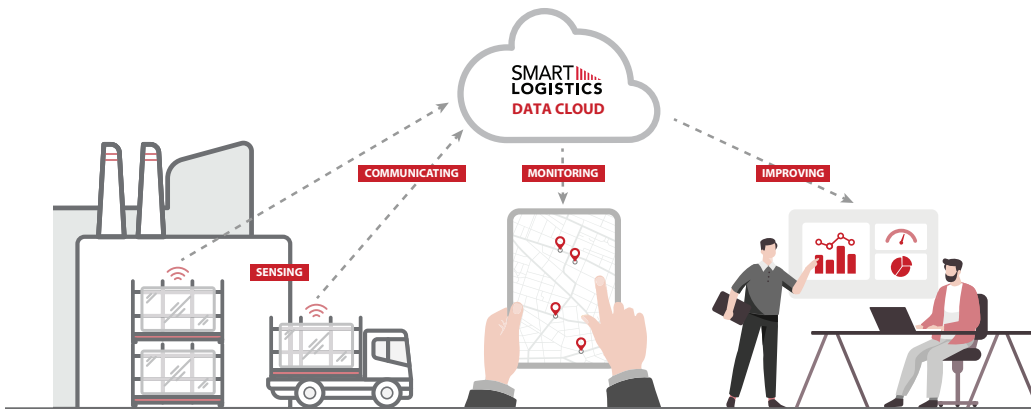 SMART
LOGISTICS
DATA CLOUD
COMMUNICATING
MONITORING
IMPROVING
SENSING